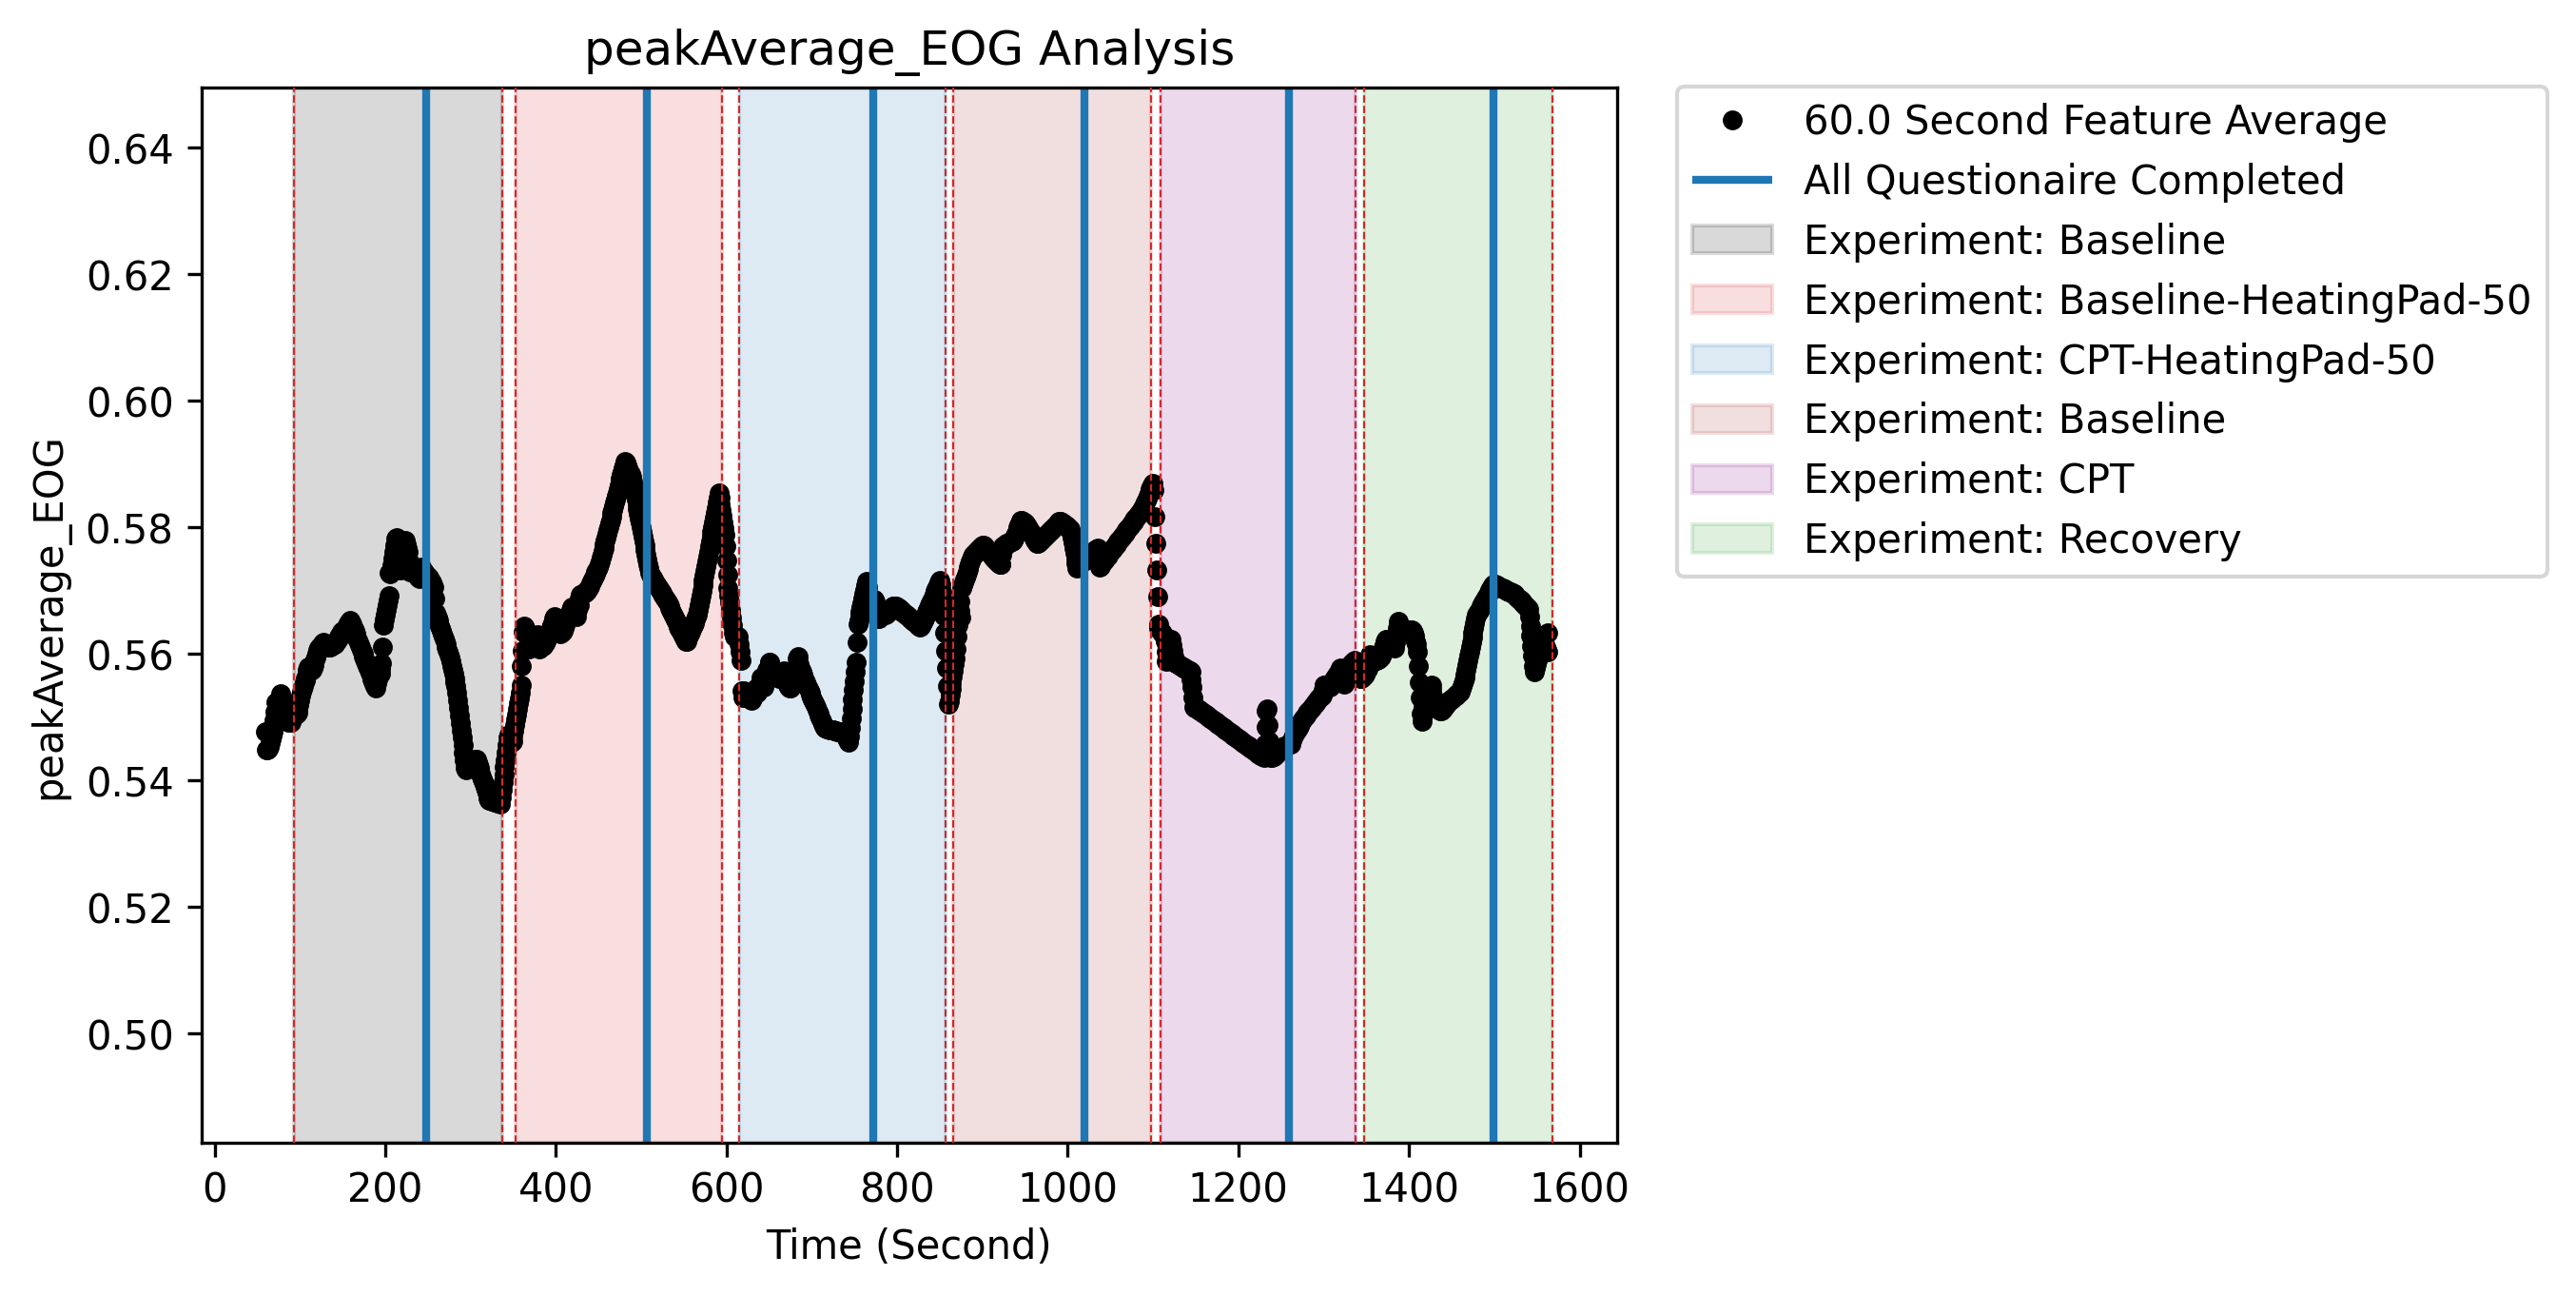 peakAverage_EOG Analysis
peakAverage_EOG
0.64
0.62
0.60
0.58
0.56
0.54
0.52
0.50
0 200 400 600 800 1000 1200 1400 1600
Time (Second)
60.0 Second Feature Average
All Questionaire Completed
Experiment: Baseline
Experiment: Baseline-HeatingPad-50
Experiment: CPT-HeatingPad-50
Experiment: Baseline
Experiment: CPT
Experiment: Recovery